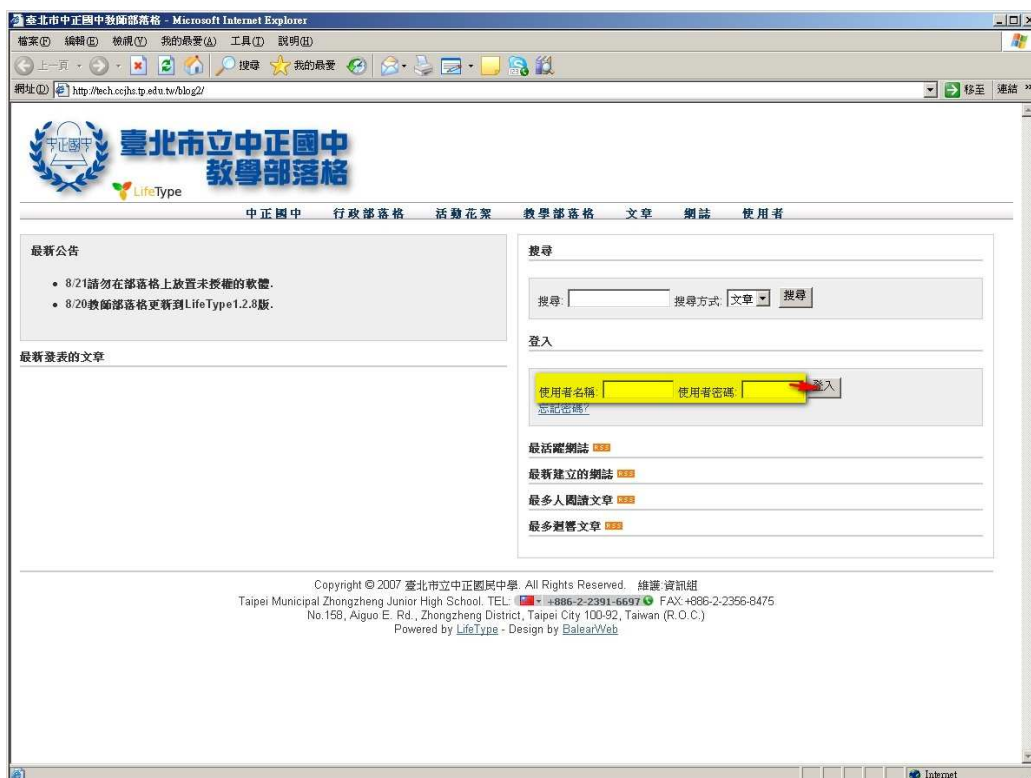 臺北市中正國中教師部落格 - Microsoft Internet Explorer
檔案(F) 編輯(E) 檢視(V) 我的最愛(A) 工具(T) 說明(H)
上一頁 搜尋 我的最愛
網址(D) http://tech.ccjhs.tp.edu.tw/blog2/ 移至 連結 »
中正國中
臺北市立中正國中
教學部落格
LifeType
中正國中 行政部落格 活動花絮 教學部落格 文章 網誌 使用者
最新公告
• 8/21請勿在部落格上放置未授權的軟體.
• 8/20教師部落格更新到LifeType1.2.8版.
最新發表的文章
搜尋
搜尋: 搜尋方式: 文章 搜尋
登入
使用者名稱: 使用者密碼: 登入
忘記密碼?
最活躍網誌 RSS
最新建立的網誌 RSS
最多人閱讀文章 RSS
最多迴響文章 RSS
Copyright © 2007 臺北市立中正國民中學. All Rights Reserved. 維護:資訊組
Taipei Municipal Zhongzheng Junior High School. TEL: +886-2-2391-6697 FAX:+886-2-2356-8475
No.158, Aiguo E. Rd., Zhongzheng District, Taipei City 100-92, Taiwan (R.O.C.)
Powered by LifeType - Design by BalearWeb
Internet